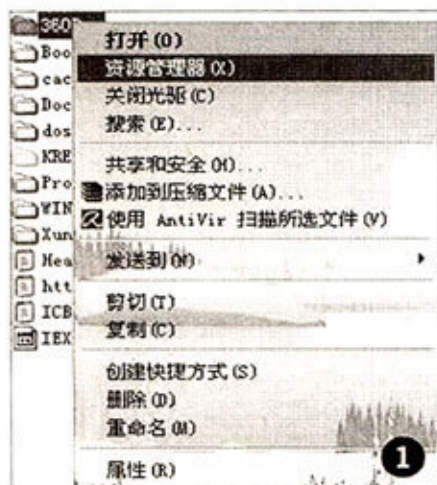 360
Boo
cac
Doc
dos
KRE
Pro
WIN
Xun
Hea
htt
ICB
IEX
打开(O)
资源管理器(X)
关闭光驱(C)
搜索(E)...
共享和安全(H)...
添加到压缩文件(A)...
使用 AntiVir 扫描所选文件(V)
发送到(N)
剪切(T)
复制(C)
创建快捷方式(S)
删除(D)
重命名(M)
属性(R)
1